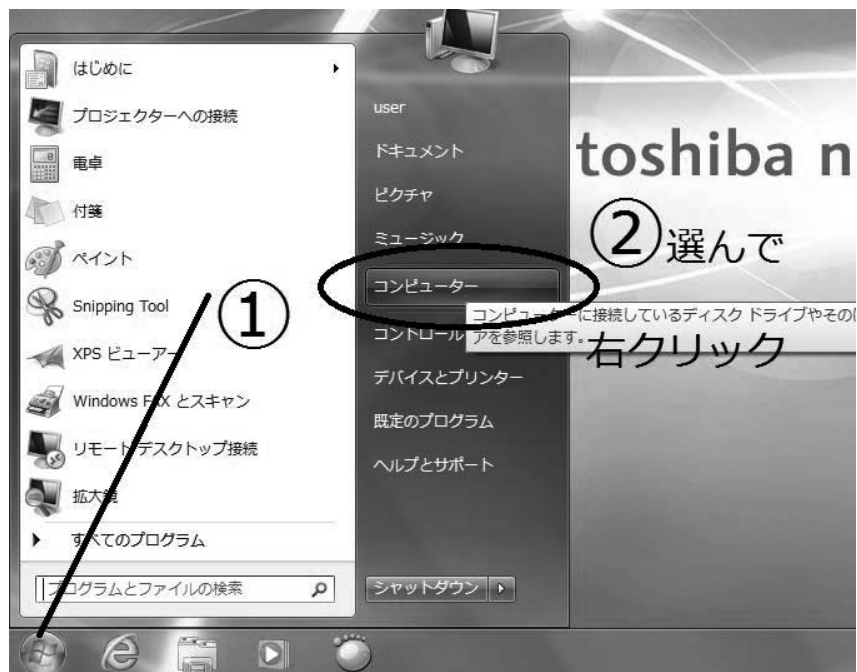 はじめに
プロジェクターへの接続
電卓
付箋
ペイント
Snipping Tool
XPS ビューアー
Windows FAX とスキャン
リモート デスクトップ接続
拡大鏡
すべてのプログラム
プログラムとファイルの検索
①
user
ドキュメント
ピクチャ
ミュージック
コンピューター
コントロール
デバイスとプリンター
既定のプログラム
ヘルプとサポート
シャットダウン
toshiba n
②選んで
コンピューターに接続しているディスク ドライブやその
アを参照します。
右クリック